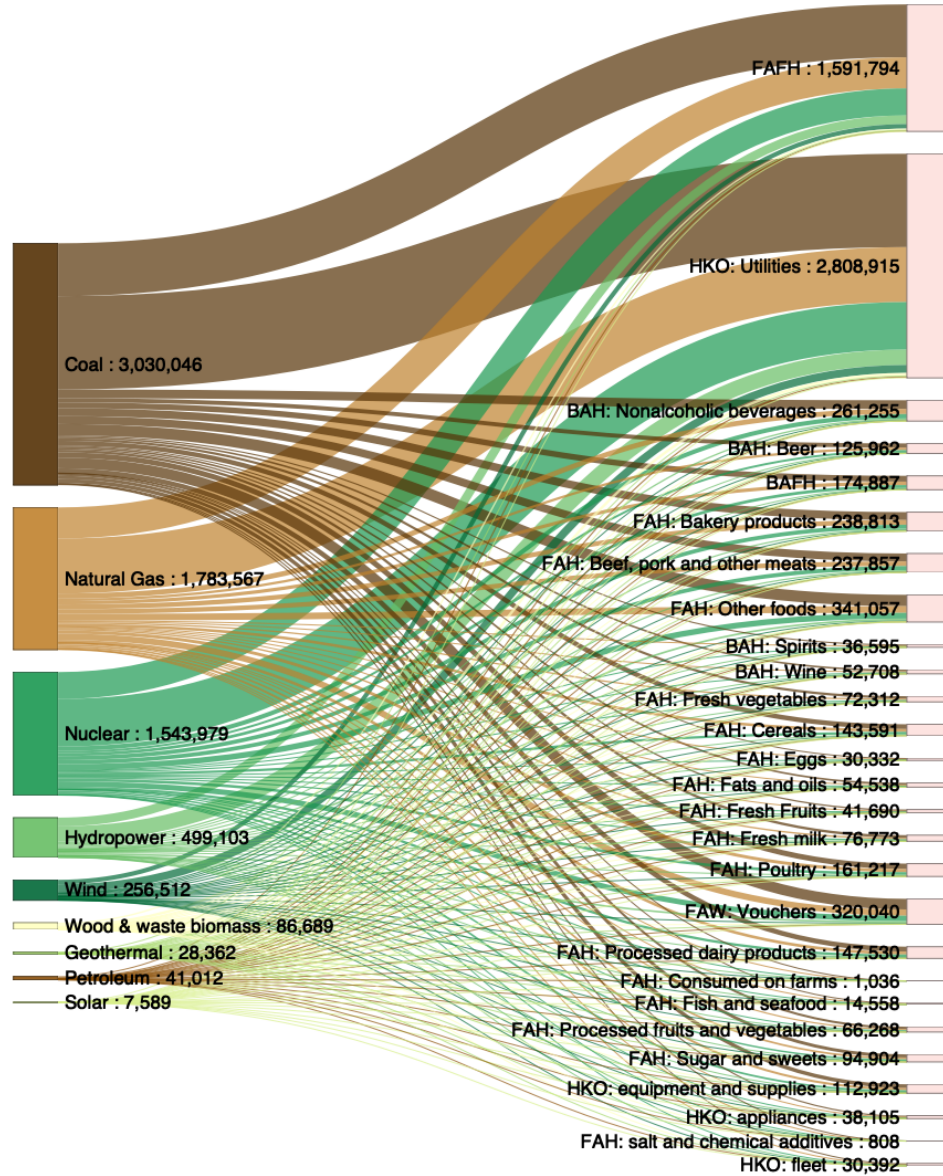 FAFH : 1,591,794
HKO: Utilities : 2,808,915
Coal : 3,030,046
BAH: Nonalcoholic beverages : 261,255
BAH: Beer : 125,962
BAFH : 174,887
FAH: Bakery products : 238,813
FAH: Beef, pork and other meats : 237,857
Natural Gas : 1,783,567
FAH: Other foods : 341,057
BAH: Spirits : 36,595
BAH: Wine : 52,708
FAH: Fresh vegetables : 72,312
FAH: Cereals : 143,591
Nuclear : 1,543,979
FAH: Eggs : 30,332
FAH: Fats and oils : 54,538
FAH: Fresh Fruits : 41,690
Hydropower : 499,103
FAH: Fresh milk : 76,773
FAH: Poultry : 161,217
Wind : 256,512
FAW: Vouchers : 320,040
Wood & waste biomass : 86,689
Geothermal : 28,362
FAH: Processed dairy products : 147,530
Petroleum : 41,012
FAH: Consumed on farms : 1,036
Solar : 7,589
FAH: Fish and seafood : 14,558
FAH: Processed fruits and vegetables : 66,268
FAH: Sugar and sweets : 94,904
HKO: equipment and supplies : 112,923
HKO: appliances : 38,105
FAH: salt and chemical additives : 808
HKO: fleet : 30,392